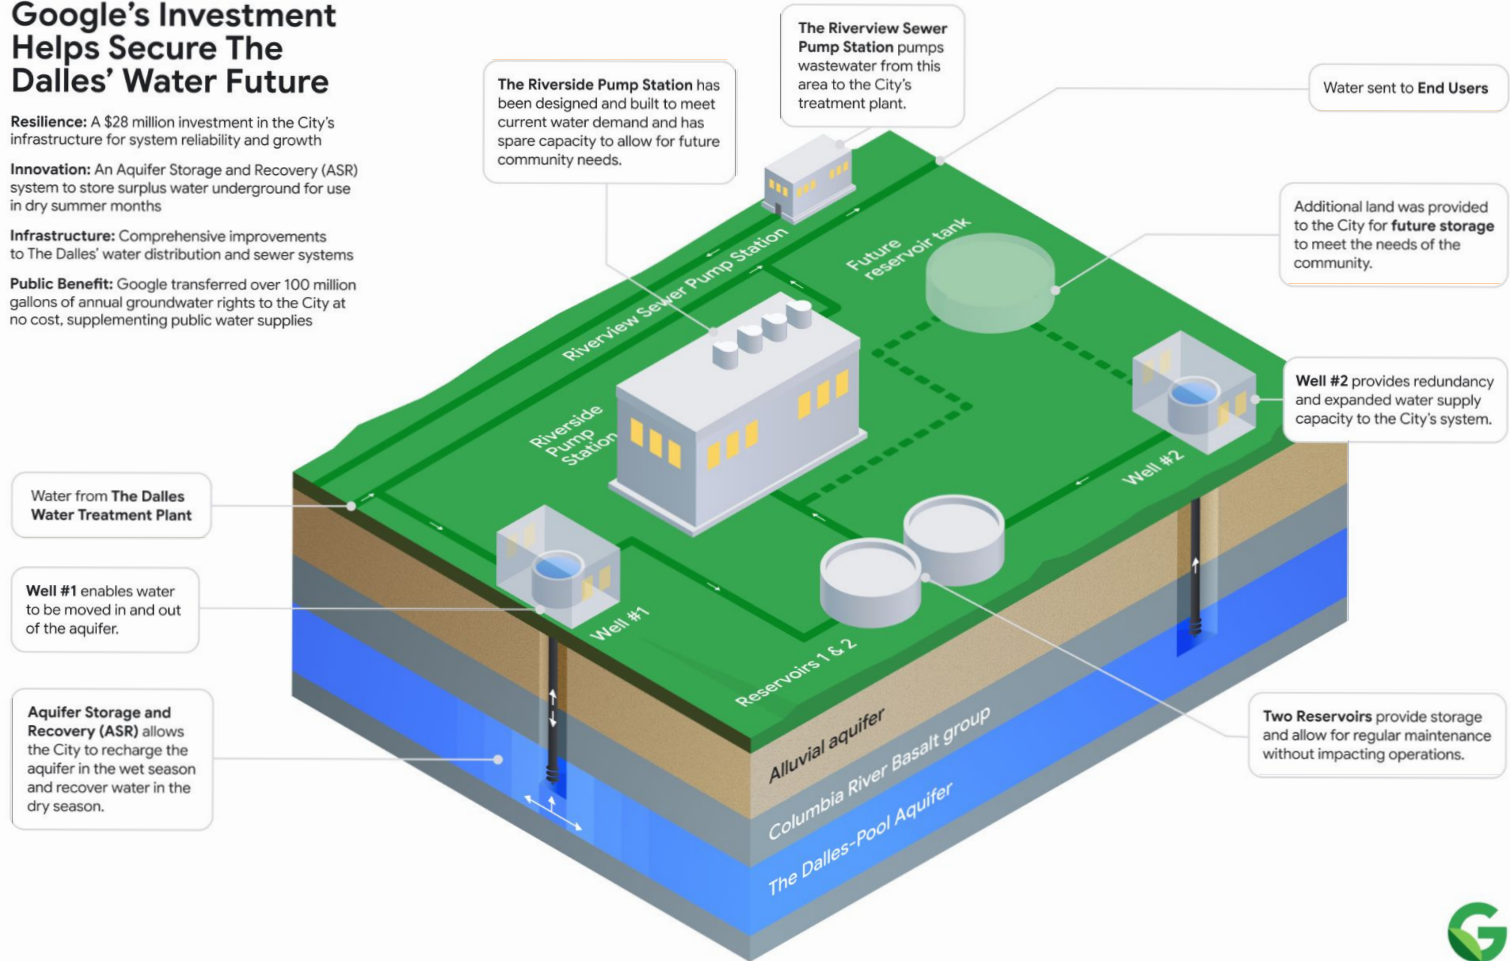 Google's Investment
Helps Secure The
Dalles' Water Future
Resilience: A $28 million investment in the City's
infrastructure for system reliability and growth
Innovation: An Aquifer Storage and Recovery (ASR)
system to store surplus water underground for use
in dry summer months
Infrastructure: Comprehensive improvements
to The Dalles' water distribution and sewer systems
Public Benefit: Google transferred over 100 million
gallons of annual groundwater rights to the City at
no cost, supplementing public water supplies
The Riverside Pump Station has
been designed and built to meet
current water demand and has
spare capacity to allow for future
community needs.
The Riverview Sewer
Pump Station pumps
wastewater from this
area to the City's
treatment plant.
Water sent to End Users
Additional land was provided
to the City for future storage
to meet the needs of the
community.
Well #2 provides redundancy
and expanded water supply
capacity to the City's system.
Riverview Sewer Pump Station
Future
reservoir tank
Riverside
Pump
Station
Well #2
Water from The Dalles
Water Treatment Plant
Well #1 enables water
to be moved in and out
of the aquifer.
Well #1
Reservoirs 1 & 2
Aquifer Storage and
Recovery (ASR) allows
the City to recharge the
aquifer in the wet season
and recover water in the
dry season.
Two Reservoirs provide storage
and allow for regular maintenance
without impacting operations.
Alluvial aquifer
Columbia River Basalt group
The Dalles-Pool Aquifer
G